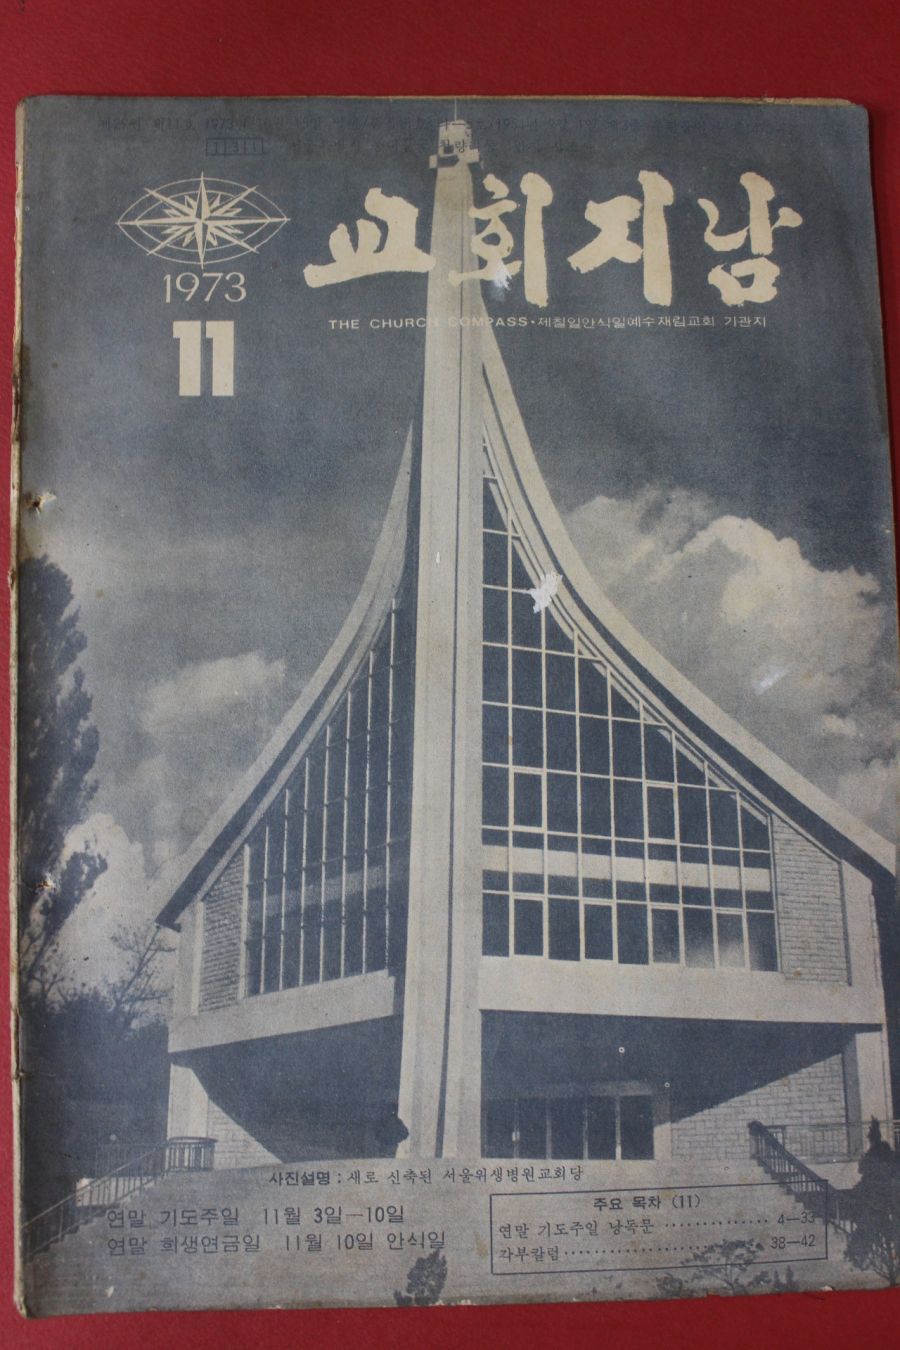 교회지남
1973
THE CHURCH COMPASS·제칠일안식일예수재림교회 기관지
11
사진설명 : 새로 신축된 서울위생병원교회당
연말 기도주일 11월 3일—10일
연말 희생연금일 11월 10일 안식일
주요 목차 (11)
연말 기도주일 낭독문 ·············· 4—33
각부칼럼 ························ 38—42